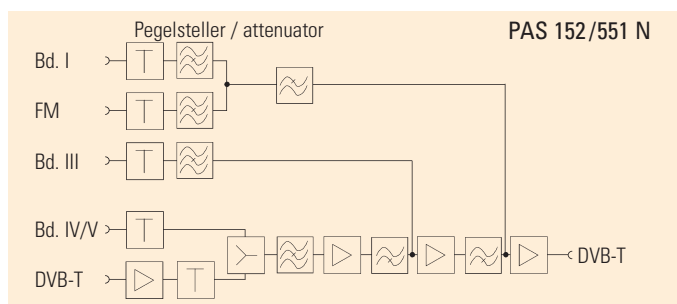 Pegelsteller / attenuator
PAS 152/551 N
Bd. I
FM
Bd. III
Bd. IV/V
DVB-T
DVB-T